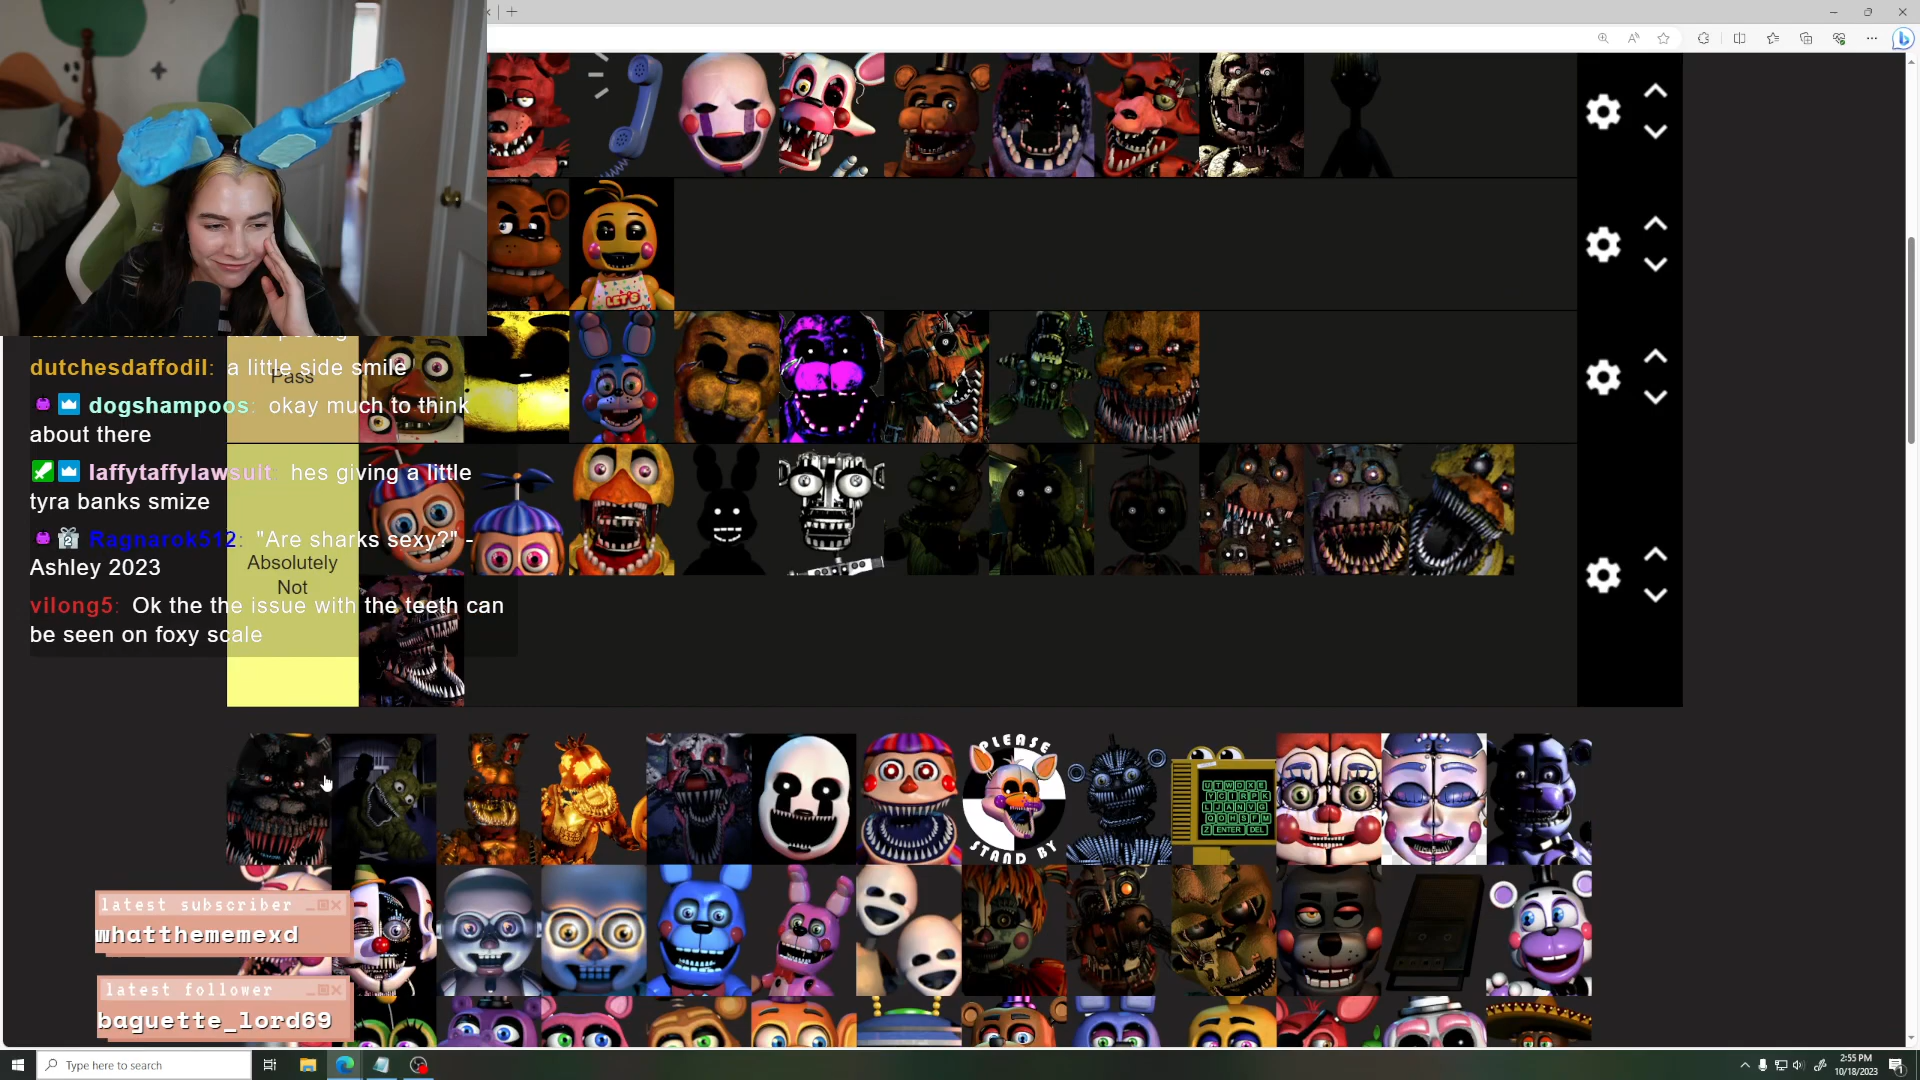 dutchesdaffodil: a little side smile
dogshampoos: okay much to think
about there
laffytaffylawsuit: hes giving a little
tyra banks smize
Ragnarok512: "Are sharks sexy?" -
Ashley 2023
vilong5: Ok the the issue with the teeth can
be seen on foxy scale
Pass
Absolutely
Not
LET'S
PLEASE
STAND BY
ENTER DEL
latest subscriber
whatthememexd
latest follower
baguette_lord69
Type here to search
2:55 PM
10/18/2023